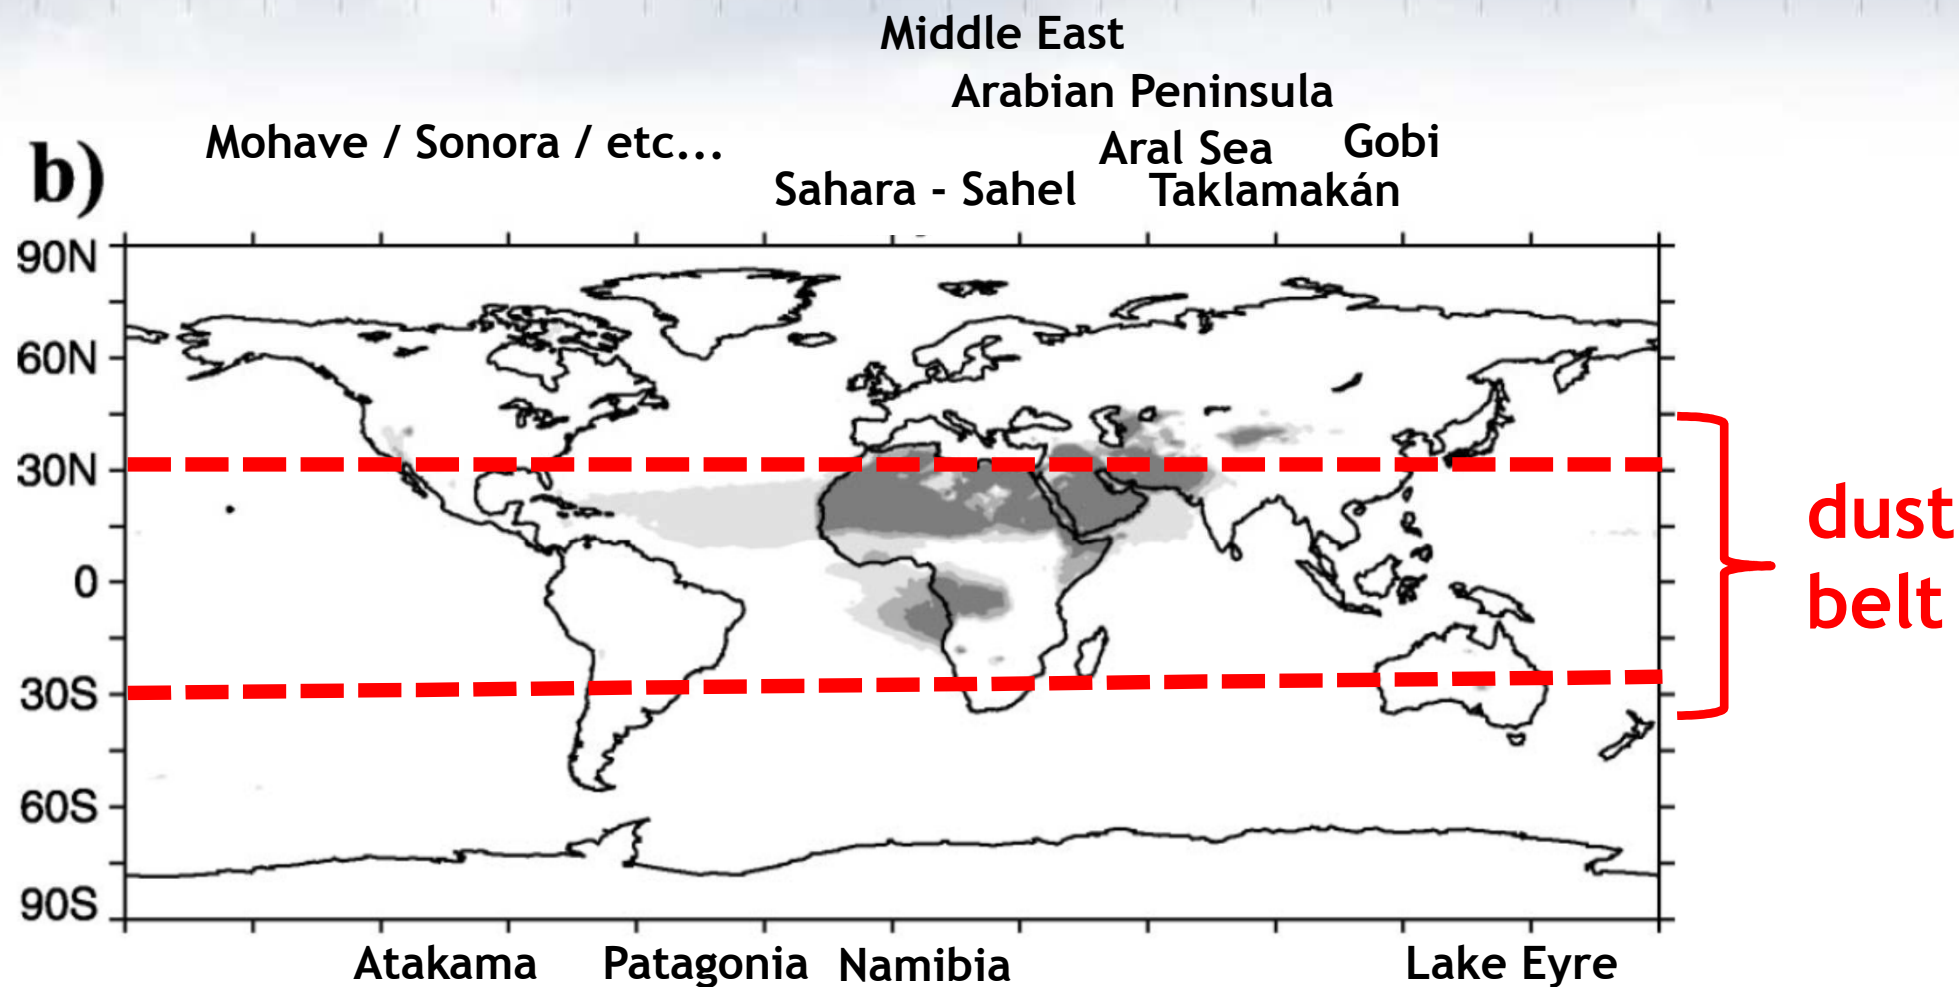 Middle East
Arabian Peninsula
Mohave / Sonora / etc...
Aral Sea
Gobi
b)
Sahara - Sahel
Taklamakán
90N
60N
30N
0
30S
60S
90S
dust
belt
Atakama
Patagonia
Namibia
Lake Eyre